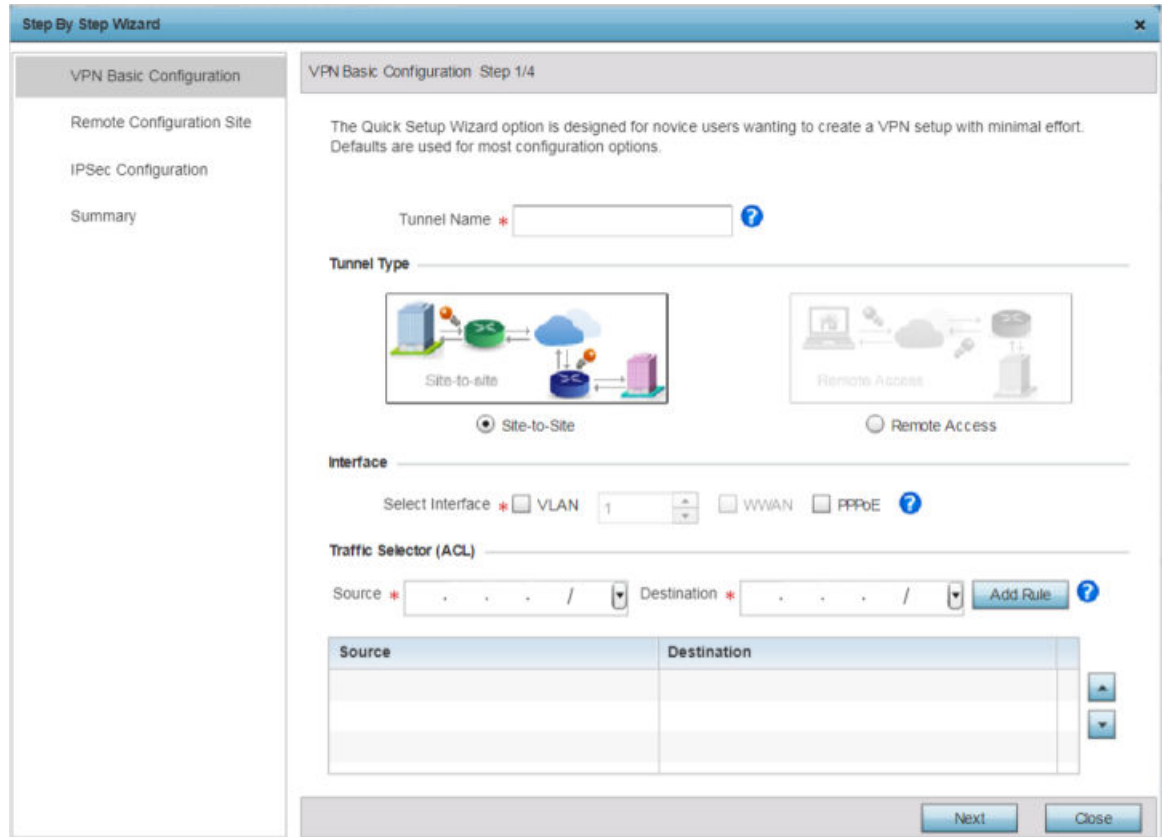 Step By Step Wizard
VPN Basic Configuration
Remote Configuration Site
IPSec Configuration
Summary
VPN Basic Configuration Step 1/4
The Quick Setup Wizard option is designed for novice users wanting to create a VPN setup with minimal effort.
Defaults are used for most configuration options.
Tunnel Name *
Tunnel Type
Site-to-site
Remote Access
Site-to-Site
Remote Access
Interface
Select Interface * VLAN 1 WWAN PPPoE
Traffic Selector (ACL)
Source * . . . / Destination * . . . / Add Rule
Source Destination
Next Close